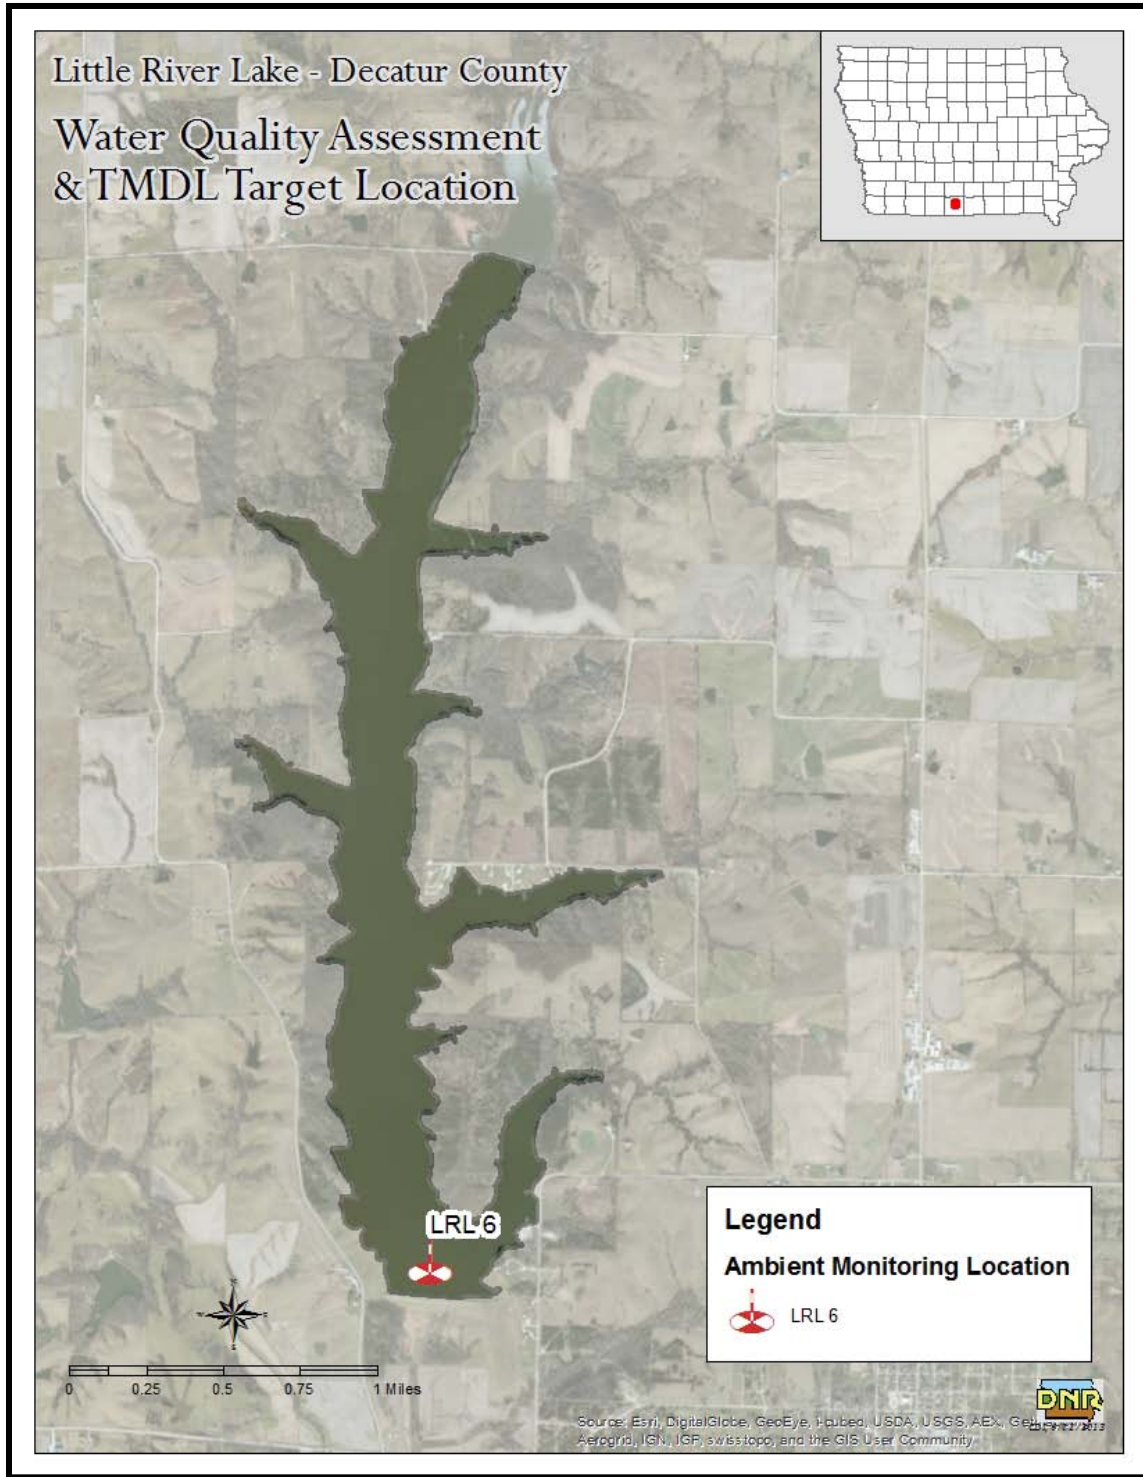 Little River Lake - Decatur County
Water Quality Assessment
& TMDL Target Location
LRL 6
Legend
Ambient Monitoring Location
LRL 6
N
W
E
S
0 0.25 0.5 0.75 1 Miles
DNR
Source: Esri, DigitalGlobe, GeoEye, i-cubed, USDA, USGS, AEX,
Aerogrid, IGN, IGP, swisstopo, and the GIS User Community